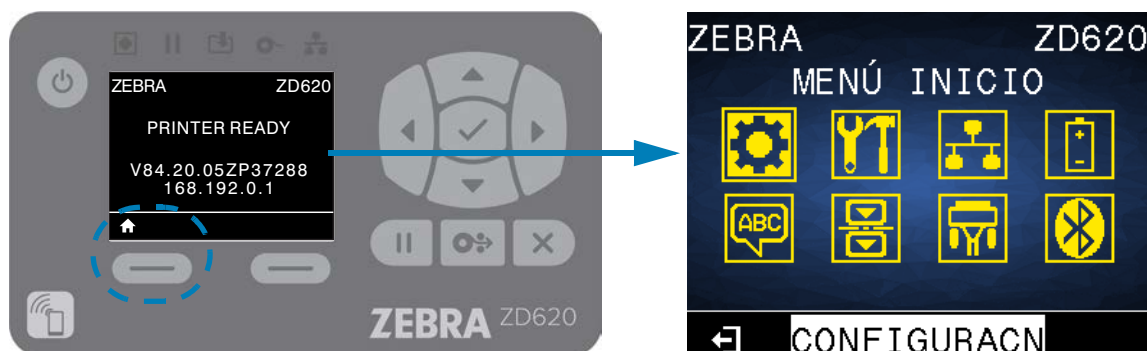 ZEBRA ZD620
PRINTER READY
V84.20.05ZP37288
168.192.0.1
ZEBRA ZD620
ZEBRA ZD620
MENÚ INICIO
ABC
CONFIGURACN